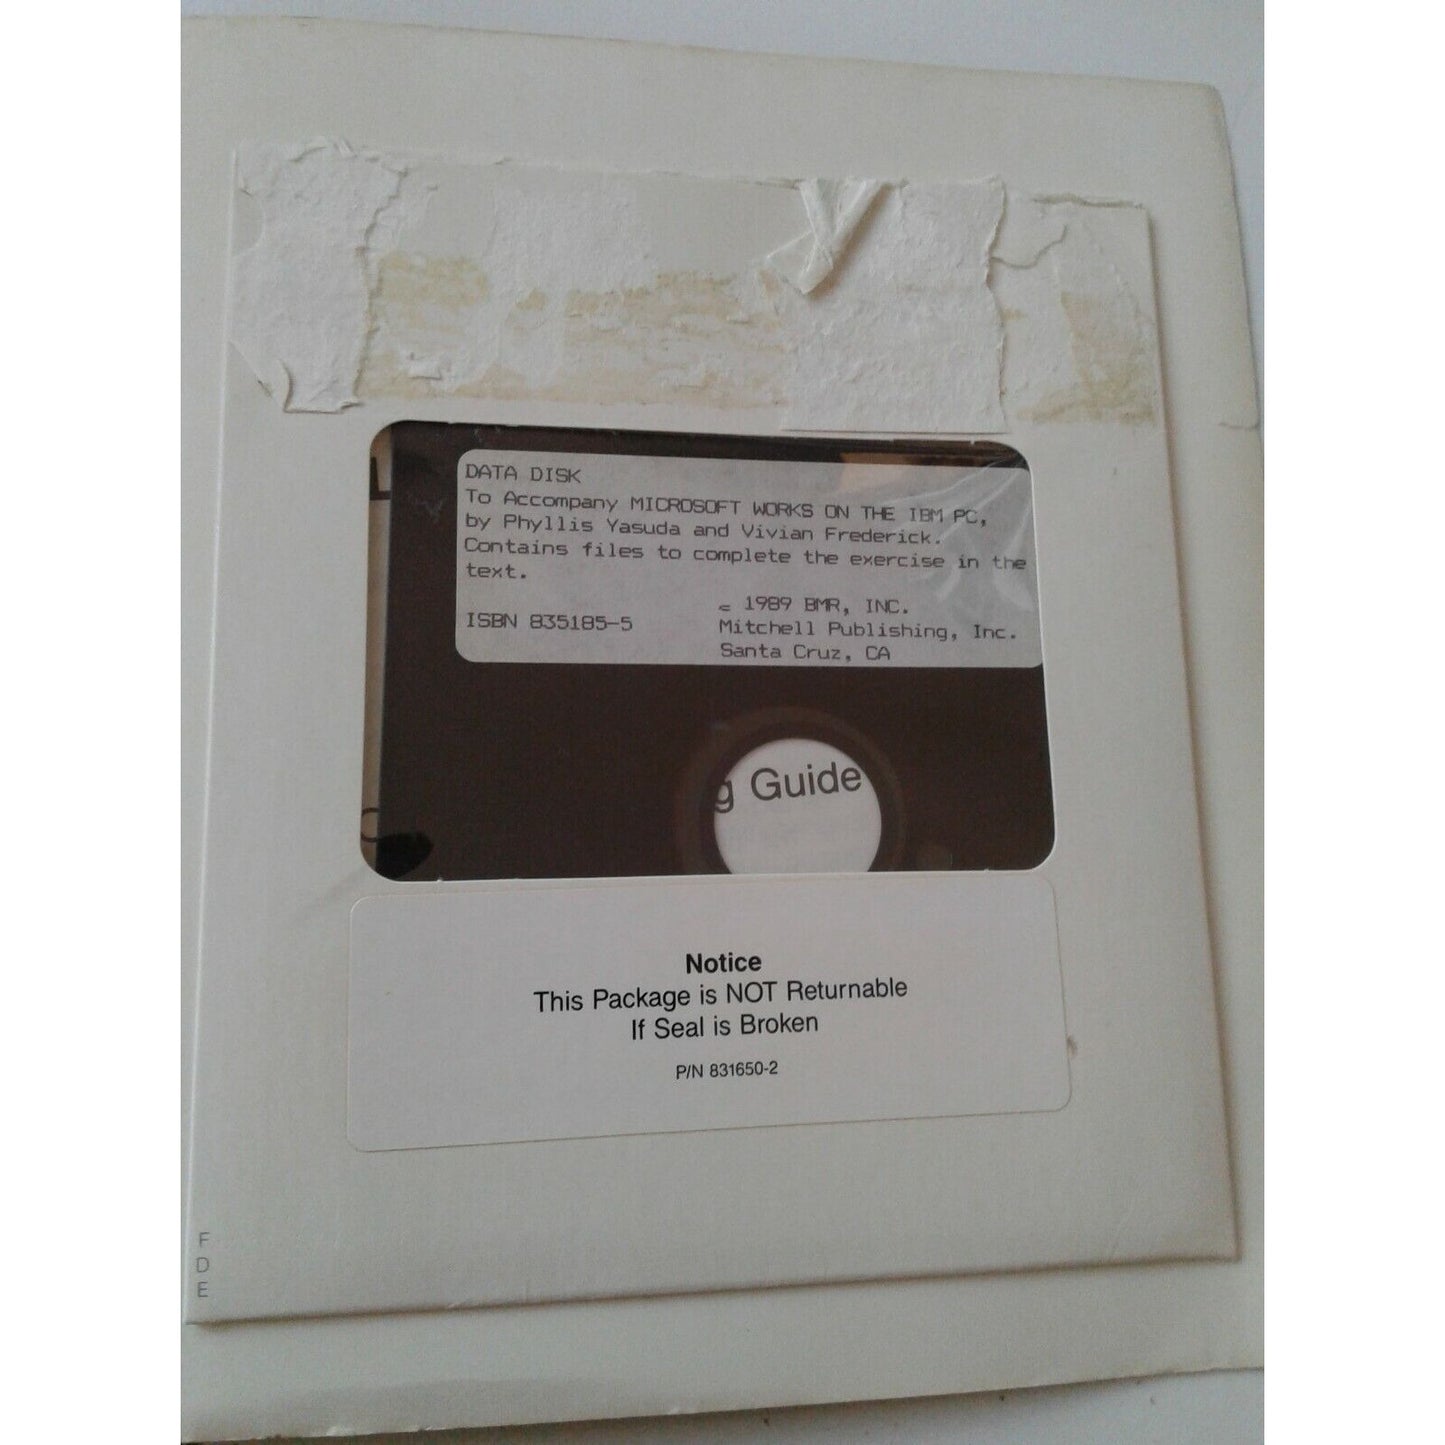 DATA DISK
To Accompany MICROSOFT WORKS ON THE IBM PC,
by Phyllis Yasuda and Vivian Frederick.
Contains files to complete the exercise in the
text.
c 1989 BMR, INC.
ISBN 835185-5 Mitchell Publishing, Inc.
Santa Cruz, CA
g Guide
Notice
This Package is NOT Returnable
If Seal is Broken
P/N 831650-2
F
D
E